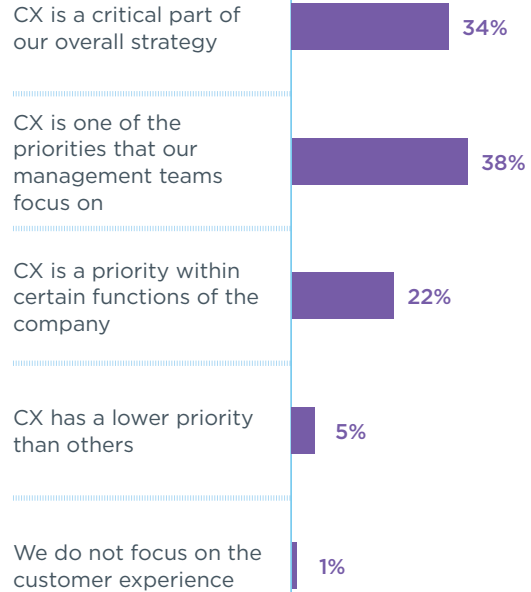 CX is a critical part of
our overall strategy
34%
CX is one of the
priorities that our
management teams
focus on
38%
CX is a priority within
certain functions of the
company
22%
CX has a lower priority
than others
5%
We do not focus on the
customer experience
1%